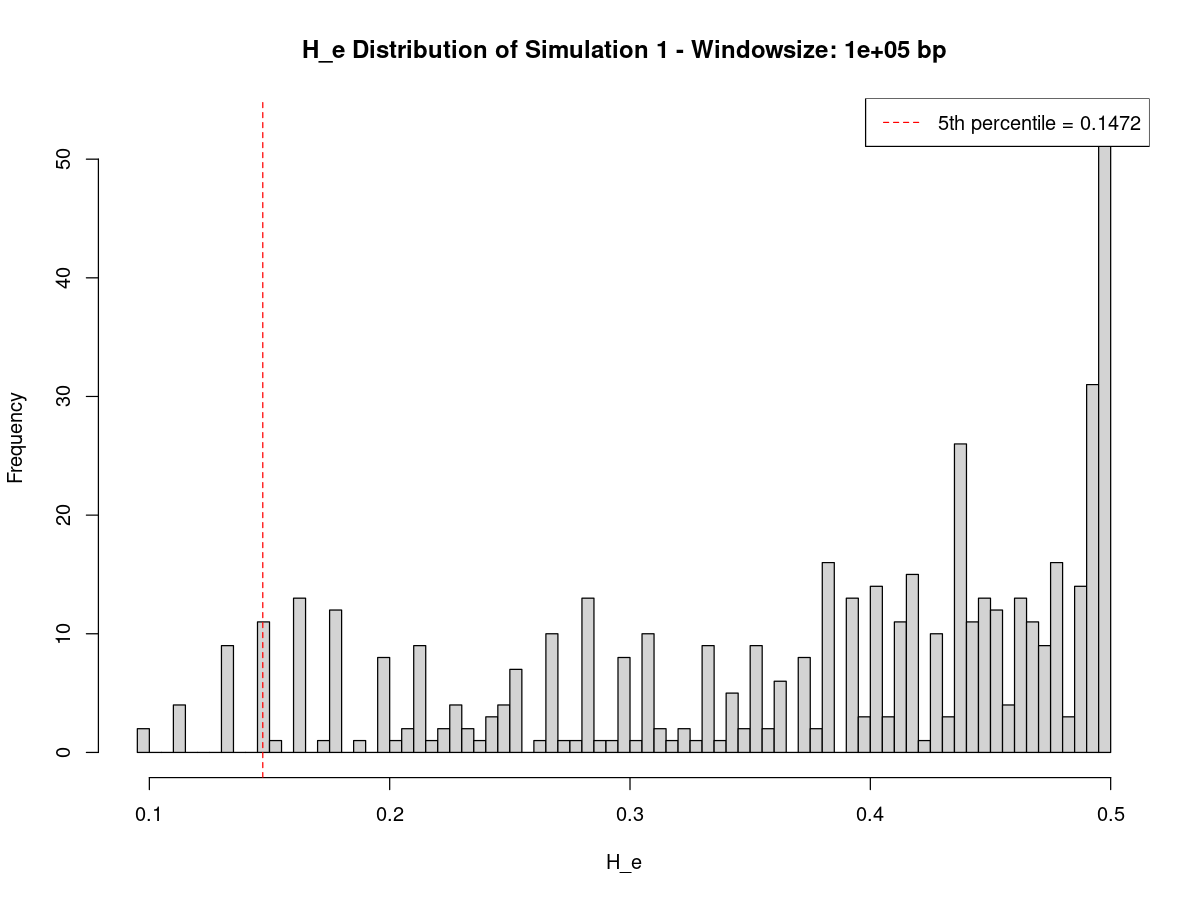 H_e Distribution of Simulation 1 - Windowsize: 1e+05 bp
5th percentile = 0.1472
50
40
30
20
10
0
Frequency
0.1 0.2 0.3 0.4 0.5
H_e